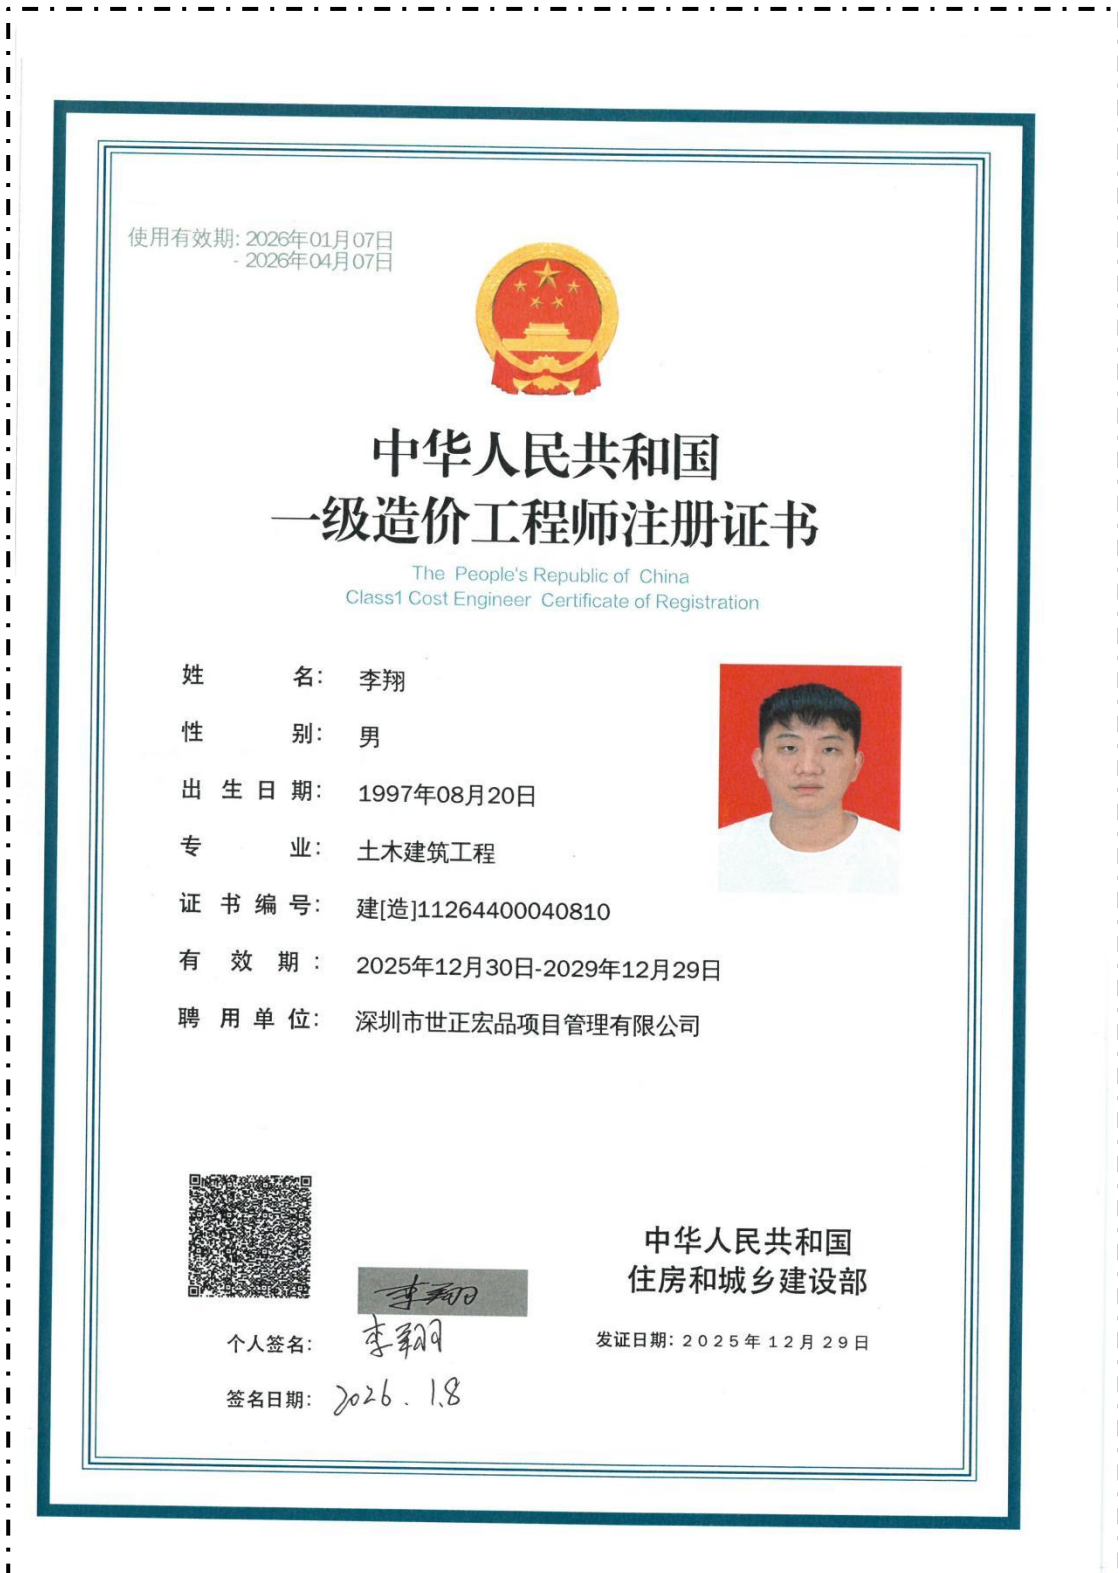 使用有效期: 2026年01月07日
- 2026年04月07日
中华人民共和国
一级造价工程师注册证书
The People's Republic of China
Class1 Cost Engineer Certificate of Registration
姓名: 李翔
性别: 男
出生日期: 1997年08月20日
专业: 土木建筑工程
证书编号: 建[造]11264400040810
有效期: 2025年12月30日-2029年12月29日
聘用单位: 深圳市世正宏品项目管理有限公司
中华人民共和国
住房和城乡建设部
李翔
个人签名: 李翔
发证日期: 2025年12月29日
签名日期: 2026.1.8